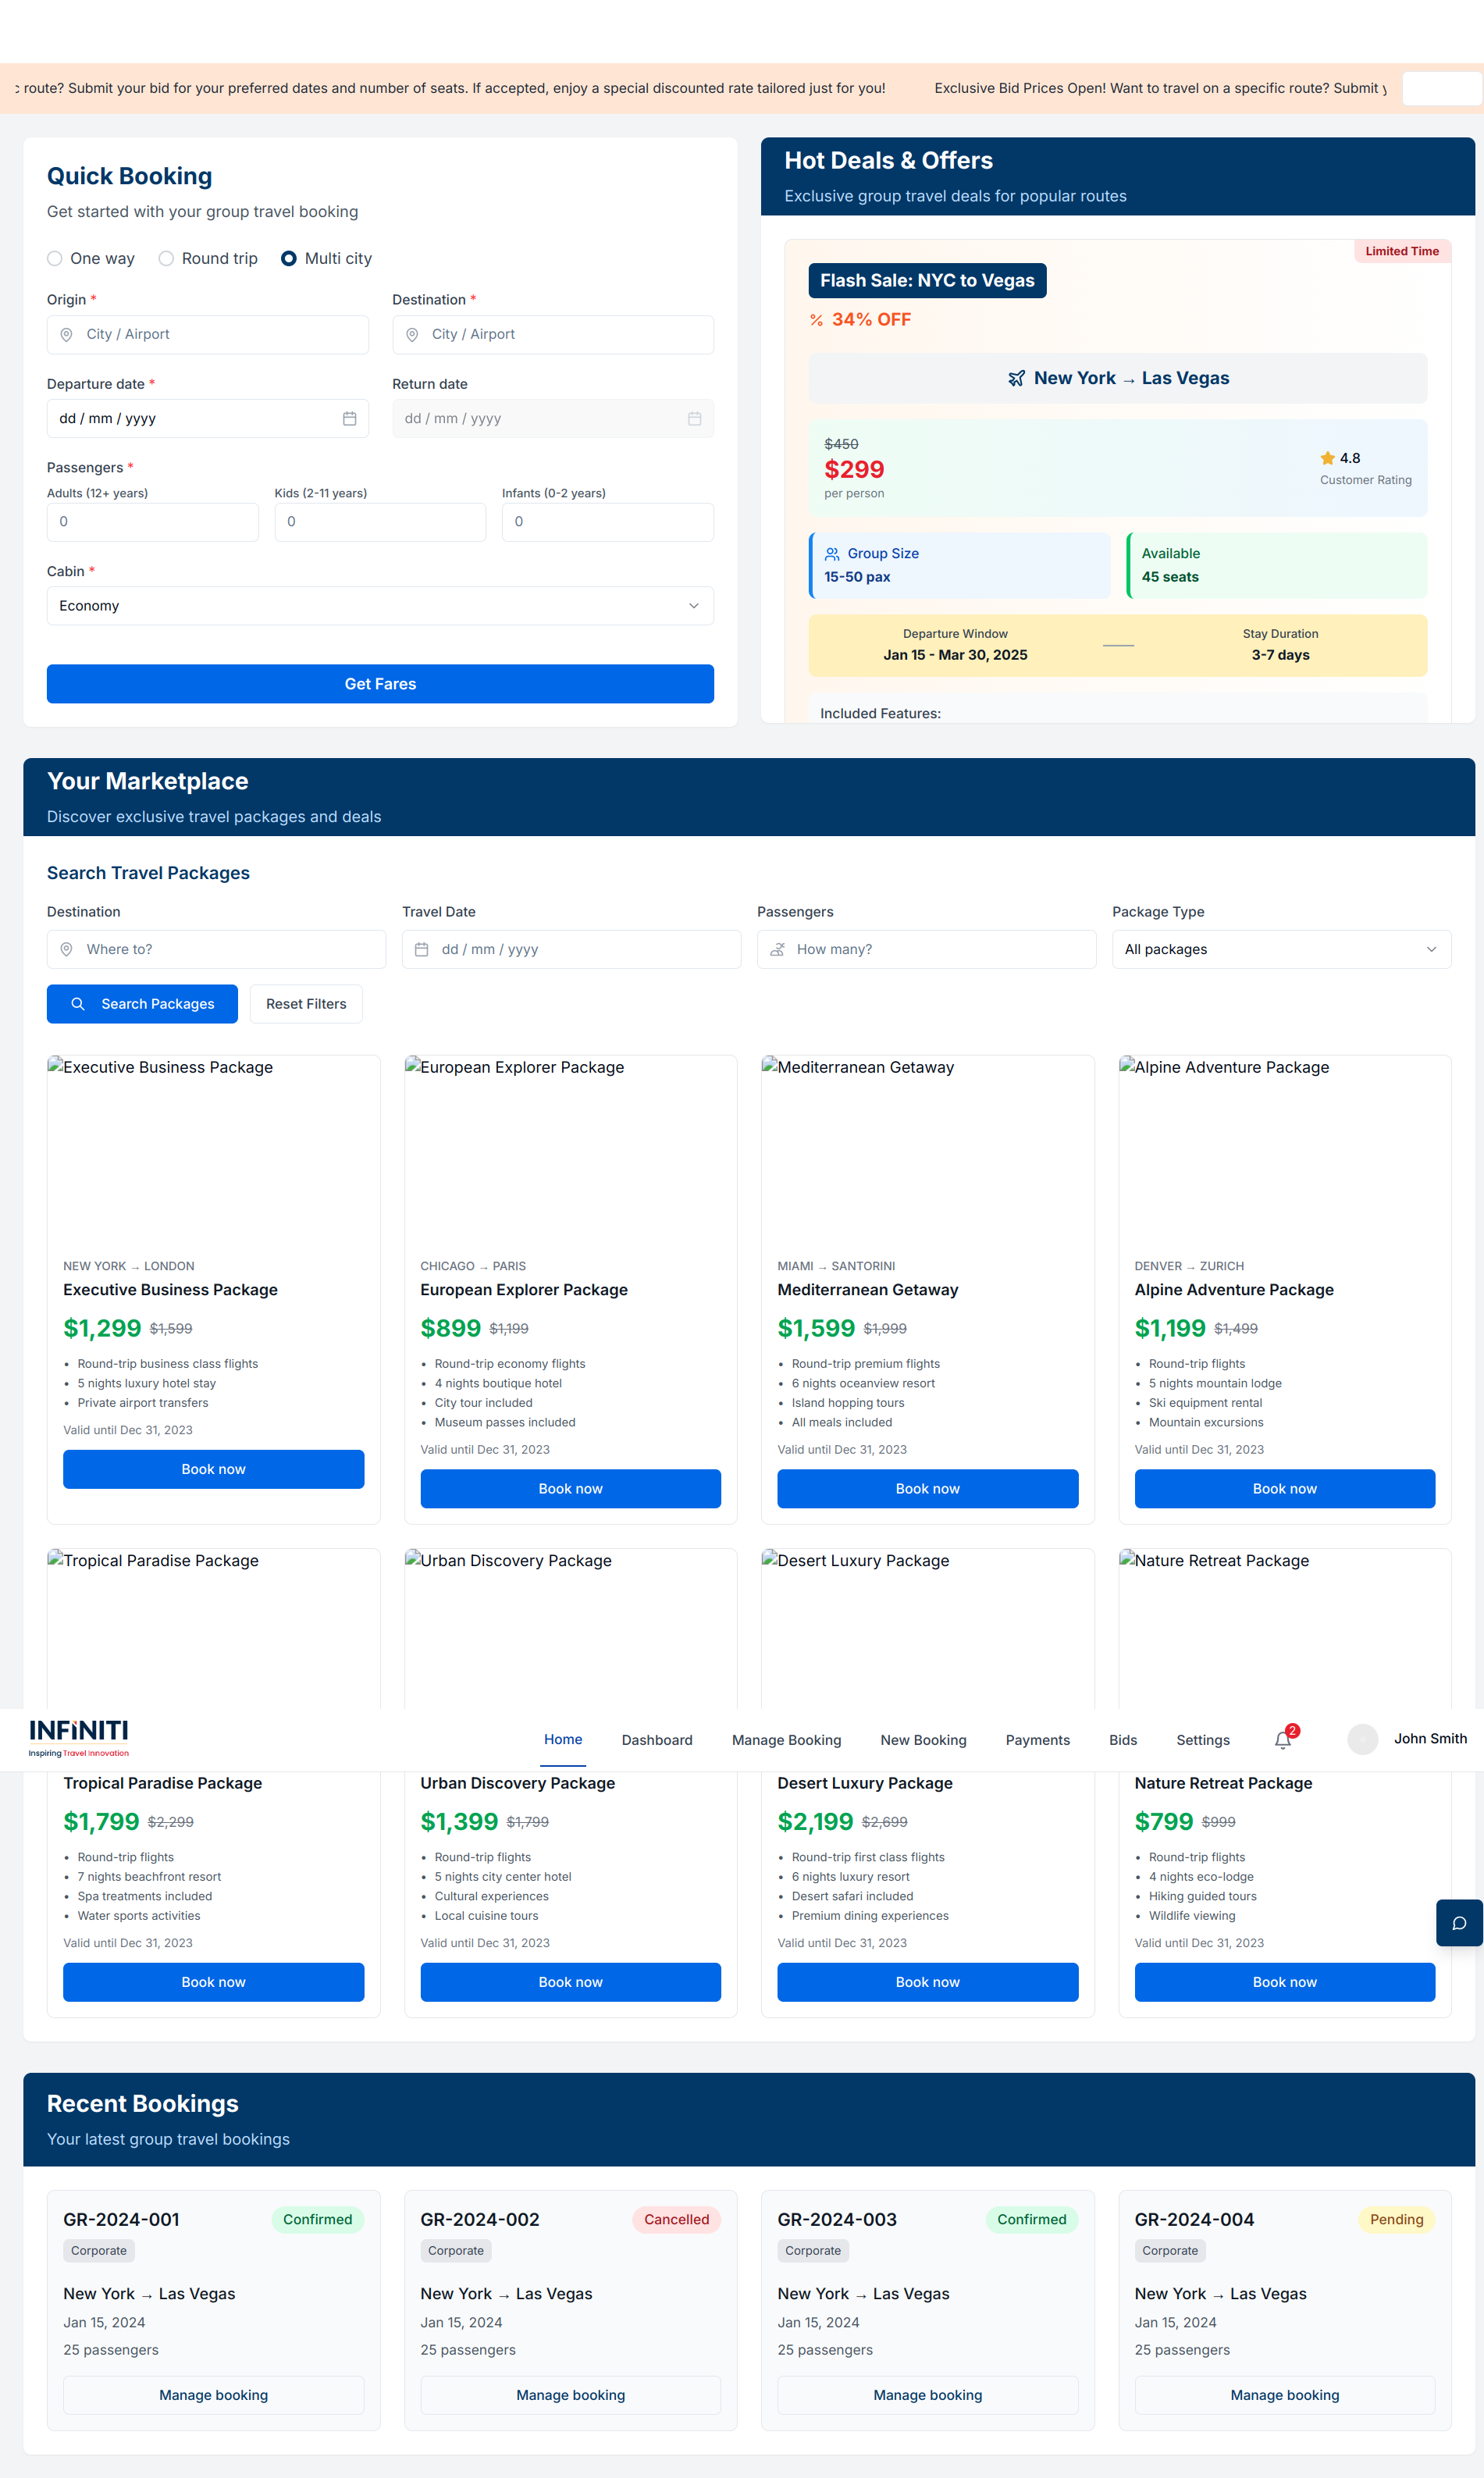 route? Submit your bid for your preferred dates and number of seats. If accepted, enjoy a special discounted rate tailored just for you! Exclusive Bid Prices Open! Want to travel on a specific route? Submit
Quick Booking
Get started with your group travel booking
One way Round trip Multi city
Origin * Destination *
City / Airport City / Airport
Departure date * Return date
dd / mm / yyyy dd / mm / yyyy
Passengers *
Adults (12+ years) Kids (2-11 years) Infants (0-2 years)
0 0 0
Cabin *
Economy
Get Fares
Hot Deals & Offers
Exclusive group travel deals for popular routes
Limited Time
Flash Sale: NYC to Vegas
% 34% OFF
New York → Las Vegas
$450
$299
per person
4.8
Customer Rating
Group Size
15-50 pax
Available
45 seats
Departure Window Stay Duration
Jan 15 - Mar 30, 2025 3-7 days
Included Features:
Your Marketplace
Discover exclusive travel packages and deals
Search Travel Packages
Destination Travel Date Passengers Package Type
Where to? dd / mm / yyyy How many? All packages
Search Packages Reset Filters
Executive Business Package
NEW YORK → LONDON
Executive Business Package
$1,299 $1,599
• Round-trip business class flights
• 5 nights luxury hotel stay
• Private airport transfers
Valid until Dec 31, 2023
Book now
European Explorer Package
CHICAGO → PARIS
European Explorer Package
$899 $1,199
• Round-trip economy flights
• 4 nights boutique hotel
• City tour included
• Museum passes included
Valid until Dec 31, 2023
Book now
Mediterranean Getaway
MIAMI → SANTORINI
Mediterranean Getaway
$1,599 $1,999
• Round-trip premium flights
• 6 nights oceanview resort
• Island hopping tours
• All meals included
Valid until Dec 31, 2023
Book now
Alpine Adventure Package
DENVER → ZURICH
Alpine Adventure Package
$1,199 $1,499
• Round-trip flights
• 5 nights mountain lodge
• Ski equipment rental
• Mountain excursions
Valid until Dec 31, 2023
Book now
Tropical Paradise Package Urban Discovery Package Desert Luxury Package Nature Retreat Package
INFINITI
Inspiring Travel Innovation
Home Dashboard Manage Booking New Booking Payments Bids Settings 2 John Smith
Tropical Paradise Package
$1,799 $2,299
• Round-trip flights
• 7 nights beachfront resort
• Spa treatments included
• Water sports activities
Valid until Dec 31, 2023
Book now
Urban Discovery Package
$1,399 $1,799
• Round-trip flights
• 5 nights city center hotel
• Cultural experiences
• Local cuisine tours
Valid until Dec 31, 2023
Book now
Desert Luxury Package
$2,199 $2,699
• Round-trip first class flights
• 6 nights luxury resort
• Desert safari included
• Premium dining experiences
Valid until Dec 31, 2023
Book now
Nature Retreat Package
$799 $999
• Round-trip flights
• 4 nights eco-lodge
• Hiking guided tours
• Wildlife viewing
Valid until Dec 31, 2023
Book now
Recent Bookings
Your latest group travel bookings
GR-2024-001 Confirmed
Corporate
New York → Las Vegas
Jan 15, 2024
25 passengers
Manage booking
GR-2024-002 Cancelled
Corporate
New York → Las Vegas
Jan 15, 2024
25 passengers
Manage booking
GR-2024-003 Confirmed
Corporate
New York → Las Vegas
Jan 15, 2024
25 passengers
Manage booking
GR-2024-004 Pending
Corporate
New York → Las Vegas
Jan 15, 2024
25 passengers
Manage booking